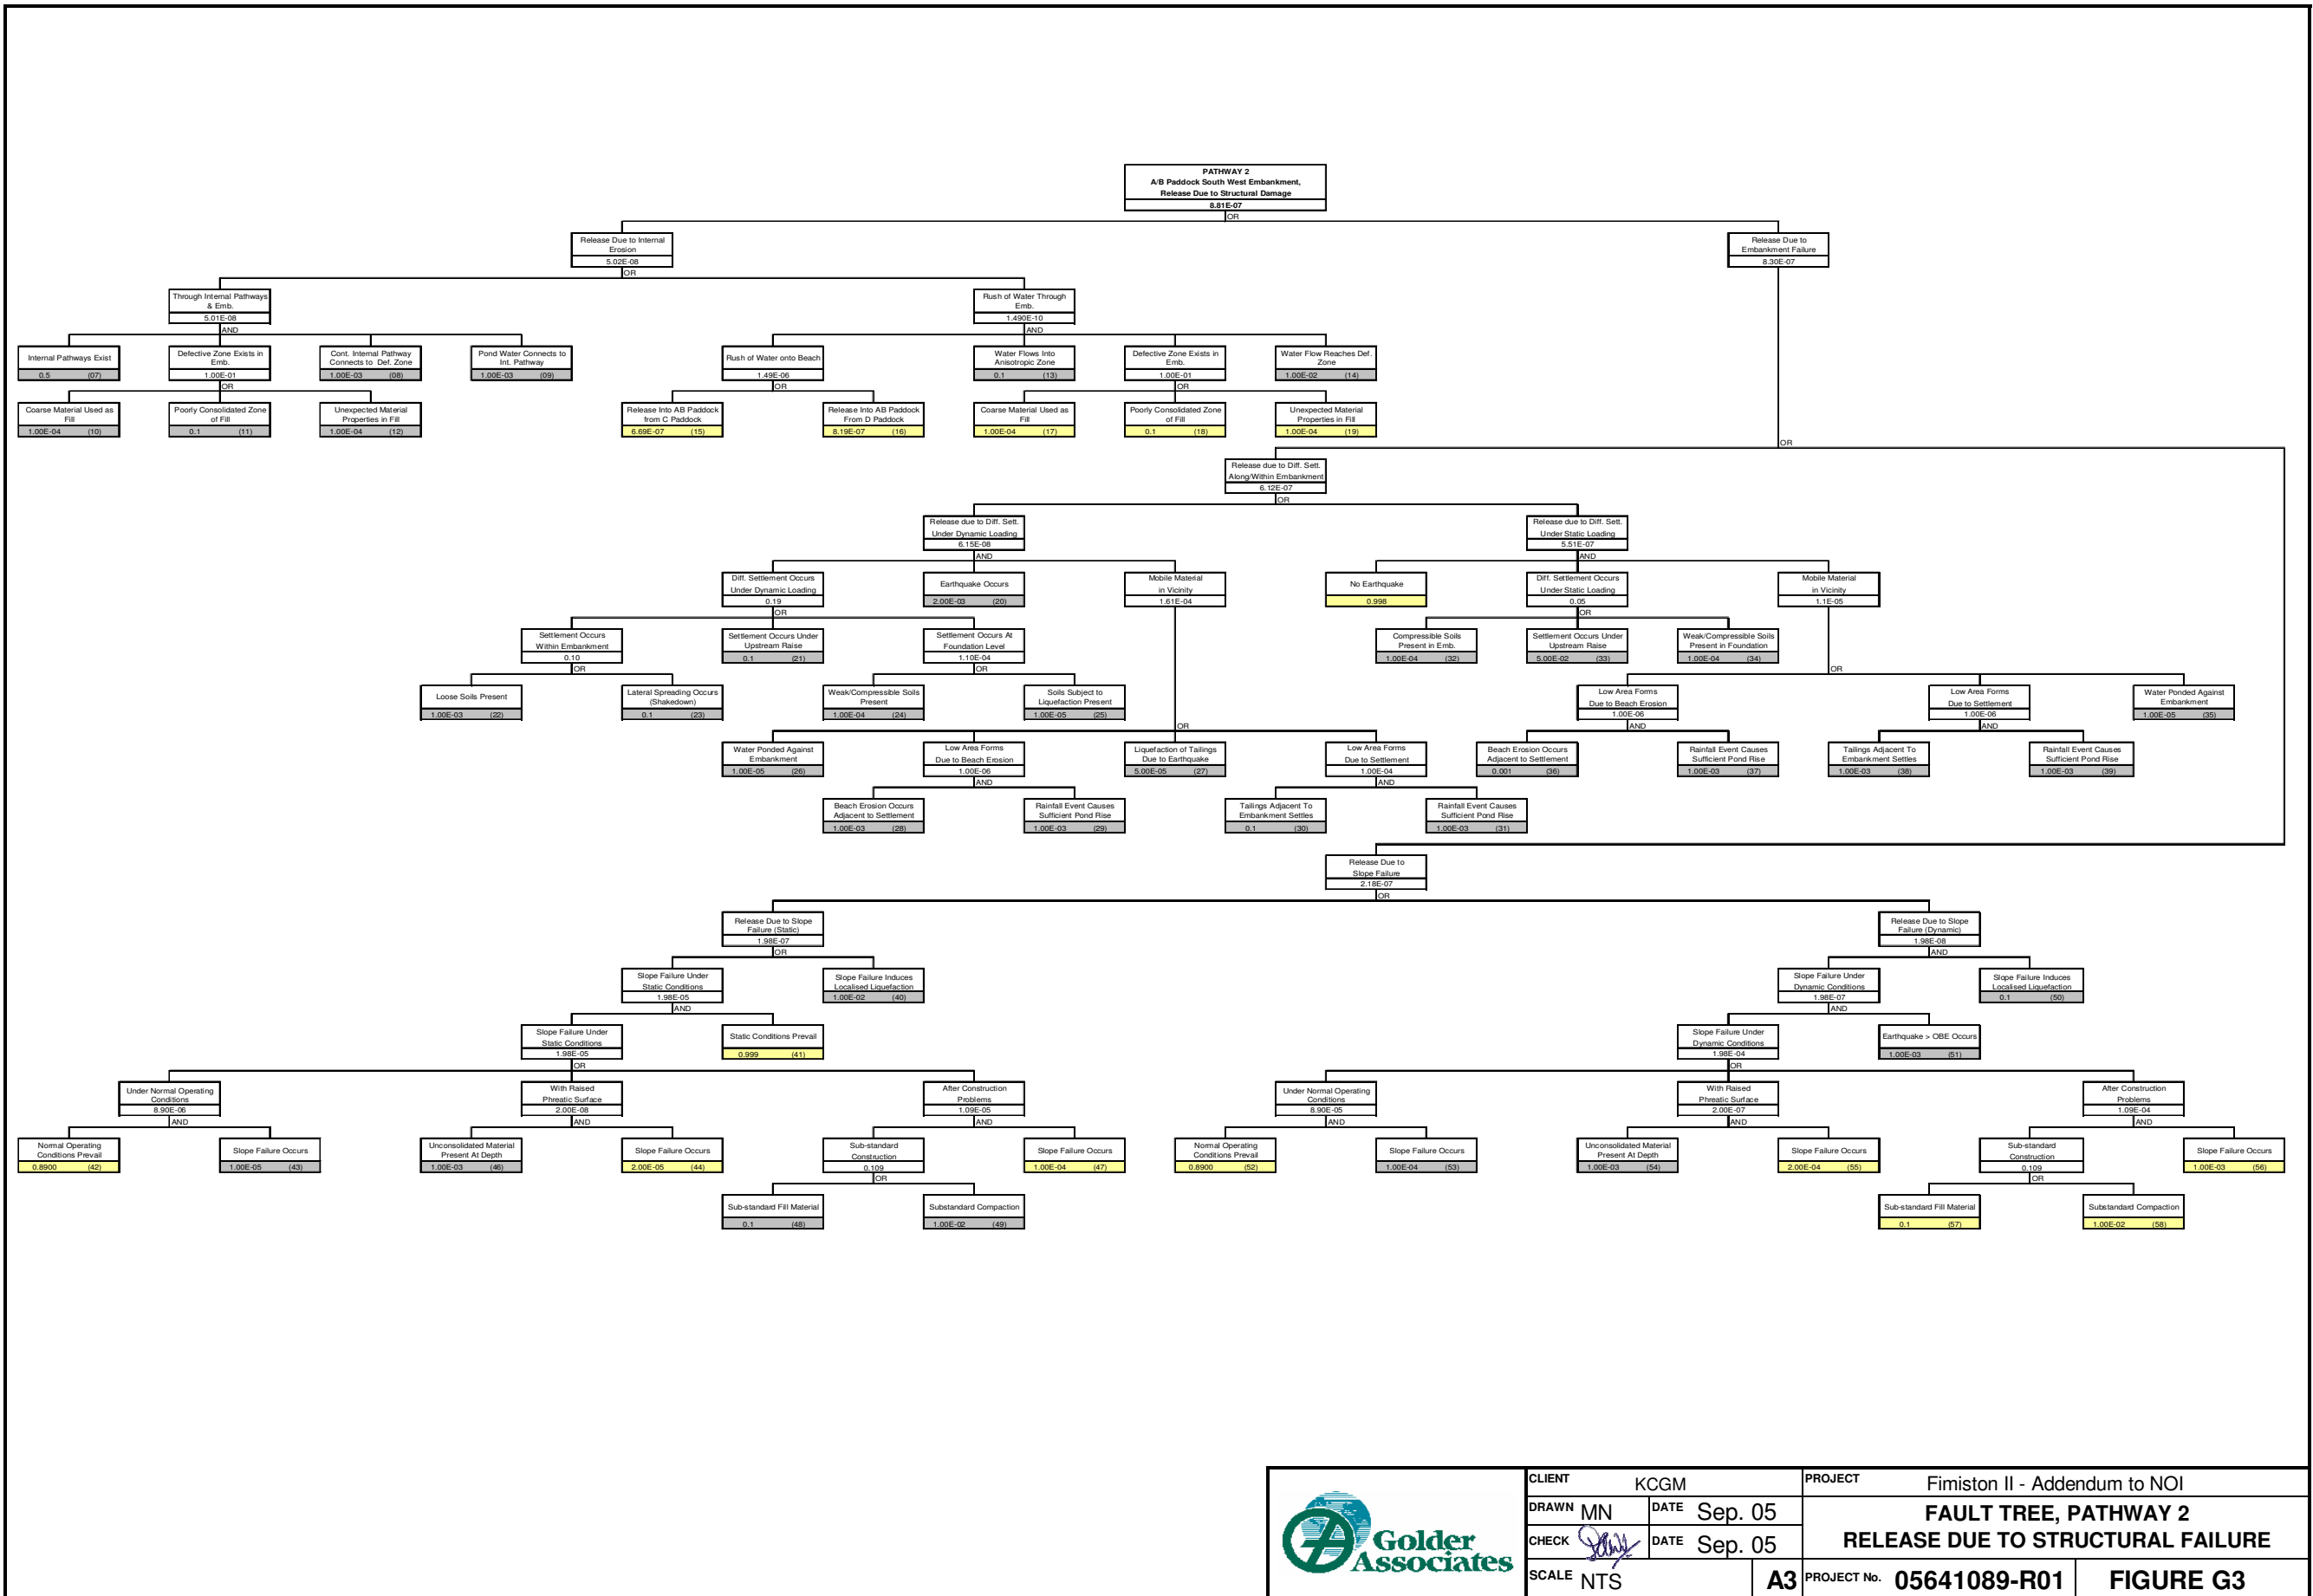 PATHWAY 2
A/B Paddock South West Embankment,
Release Due to Structural Damage
8.81E-07
OR
Release Due to Internal
Erosion
5.02E-08
OR
Release Due to
Embankment Failure
8.30E-07
Through Internal Pathways
& Emb.
5.01E-08
AND
Rush of Water Through
Emb.
1.490E-10
AND
Internal Pathways Exist
0.5 (07)
Defective Zone Exists in
Emb.
1.00E-01
OR
Cont. Internal Pathway
Connects to Def. Zone
1.00E-03 (08)
Pond Water Connects to
Int. Pathway
1.00E-03 (09)
Rush of Water onto Beach
1.49E-06
OR
Water Flows Into
Anisotropic Zone
0.1 (13)
Defective Zone Exists in
Emb.
1.00E-01
OR
Water Flow Reaches Def.
Zone
1.00E-02 (14)
Coarse Material Used as
Fill
1.00E-04 (10)
Poorly Consolidated Zone
of Fill
0.1 (11)
Unexpected Material
Properties in Fill
1.00E-04 (12)
Release Into AB Paddock
from C Paddock
6.69E-07 (15)
Release Into AB Paddock
From D Paddock
8.19E-07 (16)
Coarse Material Used as
Fill
1.00E-04 (17)
Poorly Consolidated Zone
of Fill
0.1 (18)
Unexpected Material
Properties in Fill
1.00E-04 (19)
OR
Release due to Diff. Sett.
Along/Within Embankment
6.12E-07
OR
Release due to Diff. Sett.
Under Dynamic Loading
6.15E-08
AND
Release due to Diff. Sett.
Under Static Loading
5.51E-07
AND
Diff. Settlement Occurs
Under Dynamic Loading
0.19
OR
Earthquake Occurs
2.00E-03 (20)
Mobile Material
in Vicinity
1.61E-04
No Earthquake
0.998
Diff. Settlement Occurs
Under Static Loading
0.05
OR
Mobile Material
in Vicinity
1.1E-05
Settlement Occurs
Within Embankment
0.10
OR
Settlement Occurs Under
Upstream Raise
0.1 (21)
Settlement Occurs At
Foundation Level
1.10E-04
OR
Compressible Soils
Present in Emb.
1.00E-04 (32)
Settlement Occurs Under
Upstream Raise
5.00E-02 (33)
Weak/Compressible Soils
Present in Foundation
1.00E-04 (34)
OR
Loose Soils Present
1.00E-03 (22)
Lateral Spreading Occurs
(Shakedown)
0.1 (23)
Weak/Compressible Soils
Present
1.00E-04 (24)
Soils Subject to
Liquefaction Present
1.00E-05 (25)
OR
Low Area Forms
Due to Beach Erosion
1.00E-06
AND
Low Area Forms
Due to Settlement
1.00E-06
AND
Water Ponded Against
Embankment
1.00E-05 (35)
Water Ponded Against
Embankment
1.00E-05 (26)
Low Area Forms
Due to Beach Erosion
1.00E-06
AND
Liquefaction of Tailings
Due to Earthquake
5.00E-05 (27)
Low Area Forms
Due to Settlement
1.00E-04
AND
Beach Erosion Occurs
Adjacent to Settlement
0.001 (36)
Rainfall Event Causes
Sufficient Pond Rise
1.00E-03 (37)
Tailings Adjacent To
Embankment Settles
1.00E-03 (38)
Rainfall Event Causes
Sufficient Pond Rise
1.00E-03 (39)
Beach Erosion Occurs
Adjacent to Settlement
1.00E-03 (28)
Rainfall Event Causes
Sufficient Pond Rise
1.00E-03 (29)
Tailings Adjacent To
Embankment Settles
0.1 (30)
Rainfall Event Causes
Sufficient Pond Rise
1.00E-03 (31)
Release Due to
Slope Failure
2.18E-07
OR
Release Due to Slope
Failure (Static)
1.98E-07
OR
Release Due to Slope
Failure (Dynamic)
1.98E-08
AND
Slope Failure Under
Static Conditions
1.98E-05
AND
Slope Failure Induces
Localised Liquefaction
1.00E-02 (40)
Slope Failure Under
Dynamic Conditions
1.98E-07
AND
Slope Failure Induces
Localised Liquefaction
0.1 (50)
Slope Failure Under
Static Conditions
1.98E-05
OR
Static Conditions Prevail
0.999 (41)
Slope Failure Under
Dynamic Conditions
1.98E-04
OR
Earthquake > OBE Occurs
1.00E-03 (51)
Under Normal Operating
Conditions
8.90E-06
AND
With Raised
Phreatic Surface
2.00E-08
AND
After Construction
Problems
1.09E-05
AND
Under Normal Operating
Conditions
8.90E-05
AND
With Raised
Phreatic Surface
2.00E-07
AND
After Construction
Problems
1.09E-04
AND
Normal Operating
Conditions Prevail
0.8900 (42)
Slope Failure Occurs
1.00E-05 (43)
Unconsolidated Material
Present At Depth
1.00E-03 (46)
Slope Failure Occurs
2.00E-05 (44)
Sub-standard
Construction
0.109
OR
Slope Failure Occurs
1.00E-04 (47)
Normal Operating
Conditions Prevail
0.8900 (52)
Slope Failure Occurs
1.00E-04 (53)
Unconsolidated Material
Present At Depth
1.00E-03 (54)
Slope Failure Occurs
2.00E-04 (55)
Sub-standard
Construction
0.109
OR
Slope Failure Occurs
1.00E-03 (56)
Sub-standard Fill Material
0.1 (48)
Substandard Compaction
1.00E-02 (49)
Sub-standard Fill Material
0.1 (57)
Substandard Compaction
1.00E-02 (58)
Golder
Associates
CLIENT KCGM
PROJECT Fimiston II - Addendum to NOI
DRAWN MN DATE Sep. 05
CHECK DATE Sep. 05
FAULT TREE, PATHWAY 2
RELEASE DUE TO STRUCTURAL FAILURE
SCALE NTS A3
PROJECT No. 05641089-R01 FIGURE G3